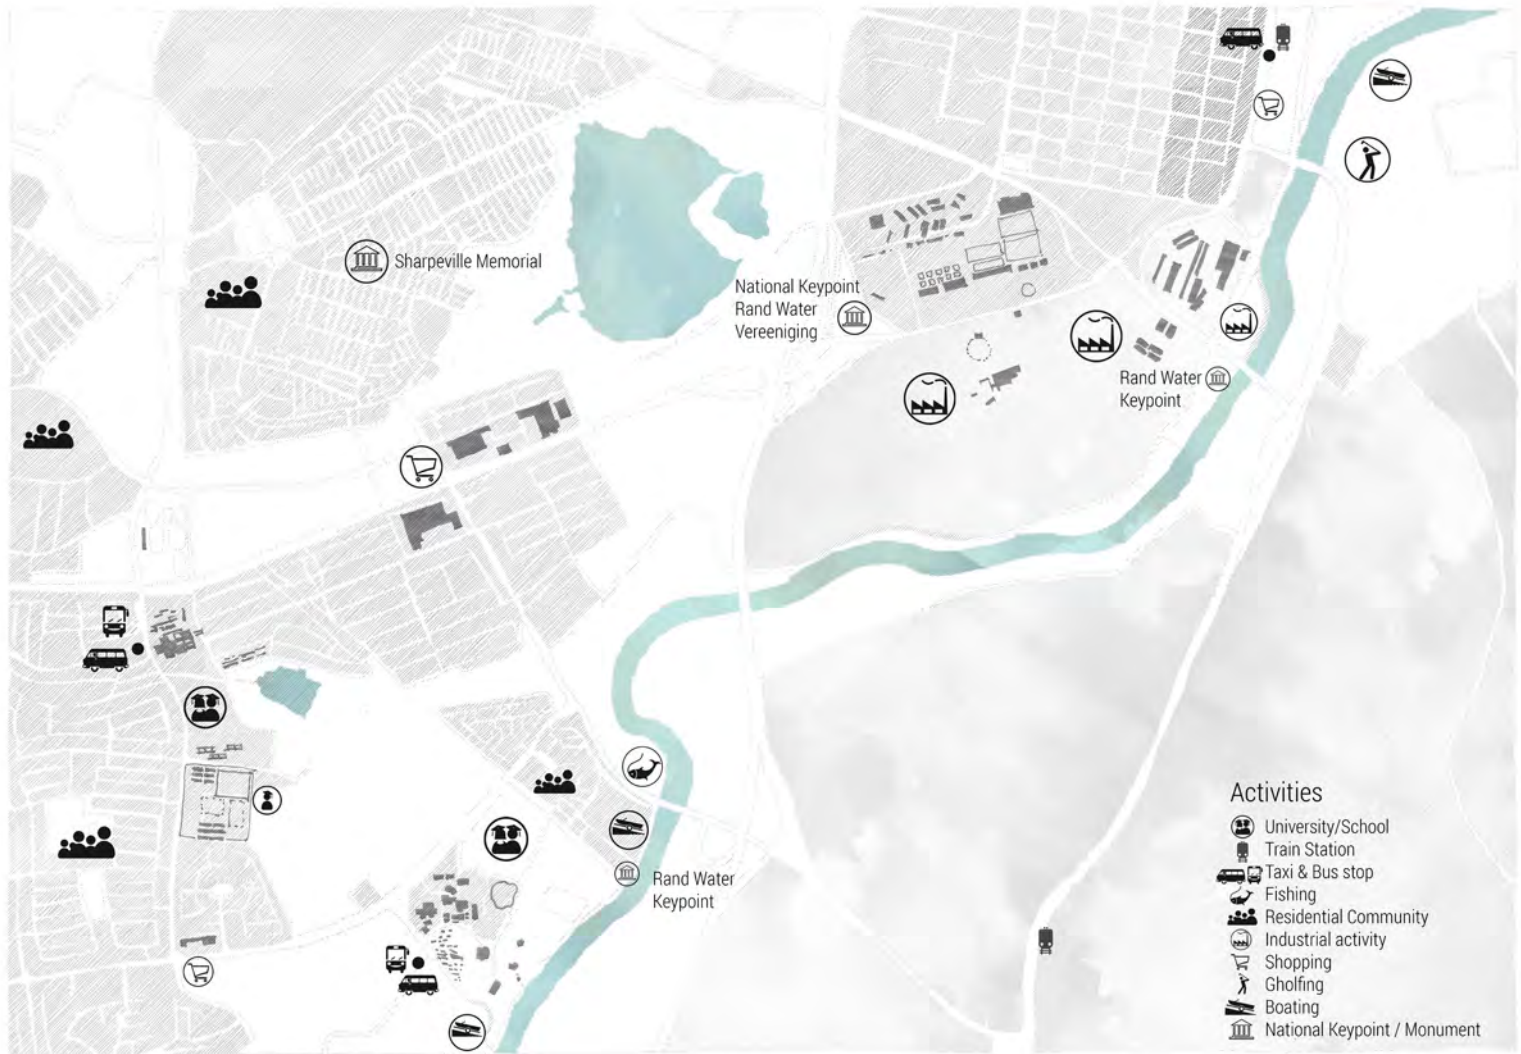 Sharpeville Memorial
National Keypoint
Rand Water
Vereeniging
Rand Water
Keypoint
Rand Water
Keypoint
Activities
University/School
Train Station
Taxi & Bus stop
Fishing
Residential Community
Industrial activity
Shopping
Gholfing
Boating
National Keypoint / Monument